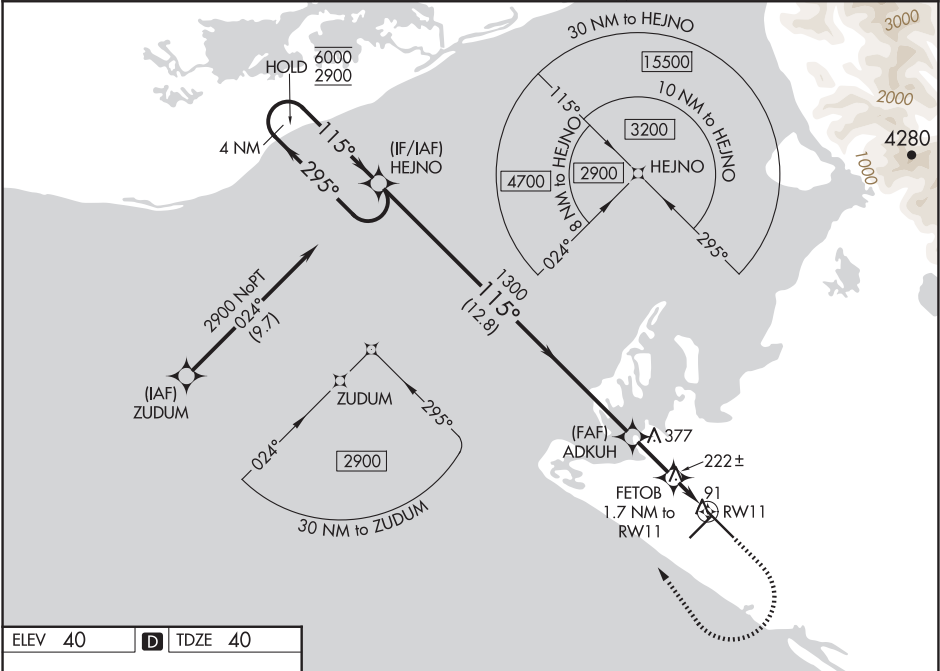 30 NM to HEJNO
15500
115°
10 NM to HEJNO
3200
8 NM to HEJNO
4700
2900
HEJNO
024°
295°
3000
2000
1000
4280
HOLD
6000
2900
4 NM
115°
295°
(IF/IAF)
HEJNO
2900 NoPT
024°
(9.7)
(IAF)
ZUDUM
1300
115°
(12.8)
ZUDUM
024°
295°
2900
30 NM to ZUDUM
(FAF)
ADKUH
377
222±
FETOB
1.7 NM to
RW11
91
RW11
ELEV 40 D TDZE 40